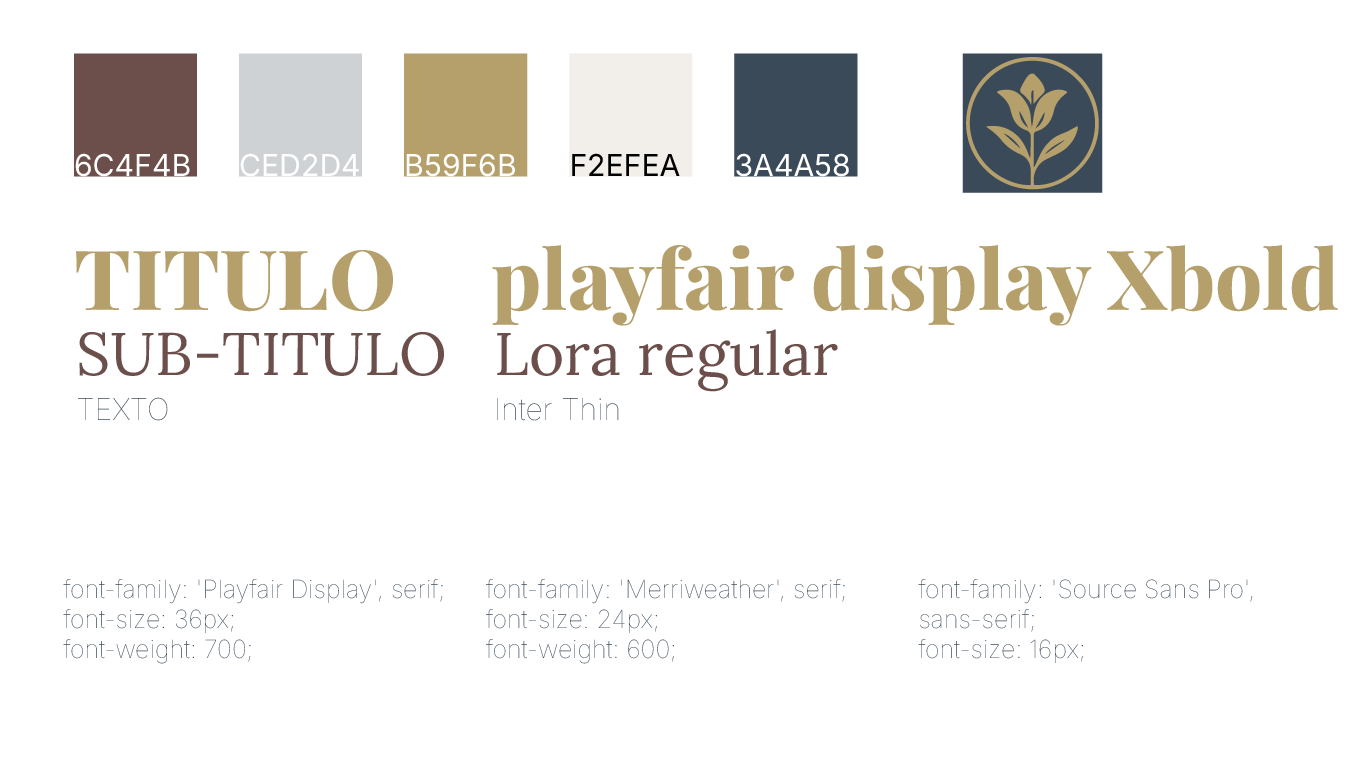 6C4F4B CED2D4 B59F6B F2EFEA 3A4A58
TITULO playfair display Xbold
SUB-TITULO Lora regular
TEXTO Inter Thin
font-family: 'Playfair Display', serif;
font-size: 36px;
font-weight: 700;
font-family: 'Merriweather', serif;
font-size: 24px;
font-weight: 600;
font-family: 'Source Sans Pro',
sans-serif;
font-size: 16px;